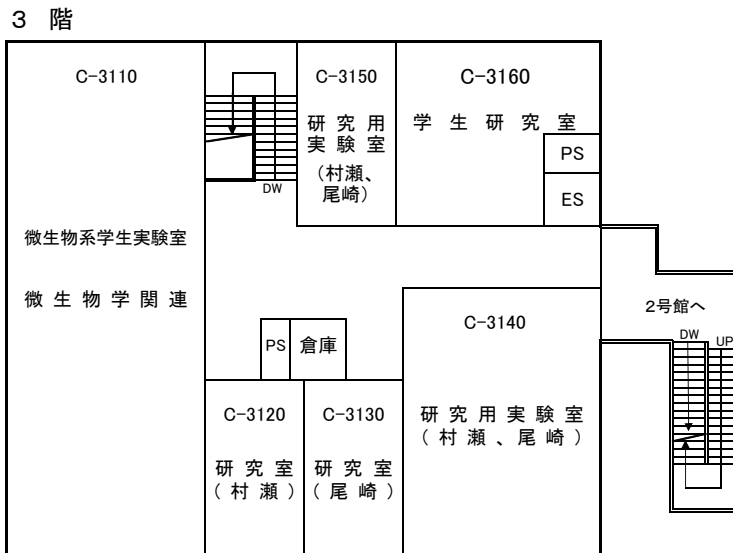 3 階
C-3110
微生物系学生実験室
微生物学関連
DW
C-3150
研究用
実験室
(村瀬、
尾崎)
C-3160
学生研究室
PS
ES
2号館へ
DW
UP
PS
倉庫
C-3120
研究室
(村瀬)
C-3130
研究室
(尾崎)
C-3140
研究用実験室
(村瀬、尾崎)